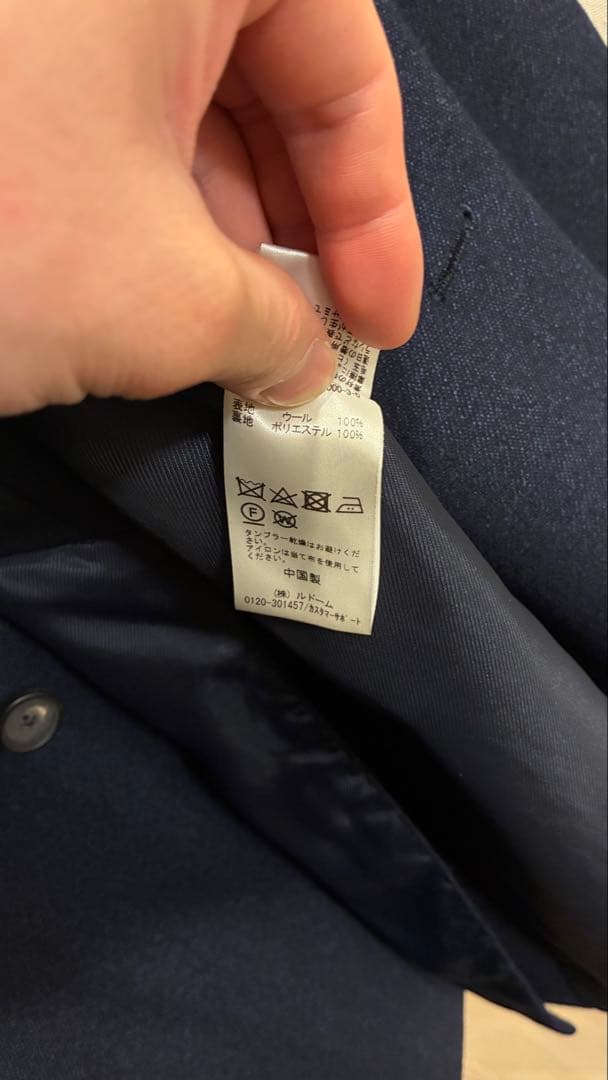 表地 ウール 100%
裏地 ポリエステル 100%
F
W
タンブラー乾燥はお避けくだ
さい。
アイロンは当て布を使用して
ください。
中国製
(株) ルドーム
0120-301457/カスタマーサポート